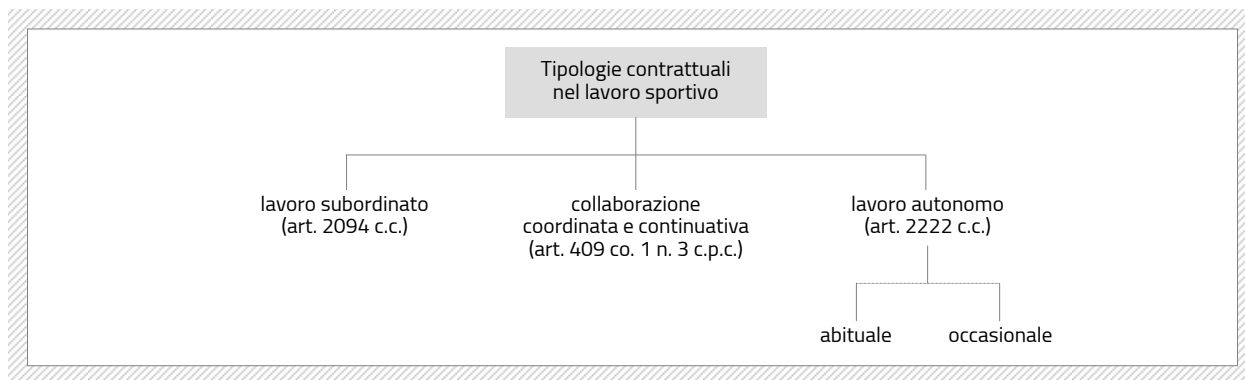 Tipologie contrattuali
nel lavoro sportivo
lavoro subordinato
(art. 2094 c.c.)
collaborazione
coordinata e continuativa
(art. 409 co. 1 n. 3 c.p.c.)
lavoro autonomo
(art. 2222 c.c.)
abituale
occasionale